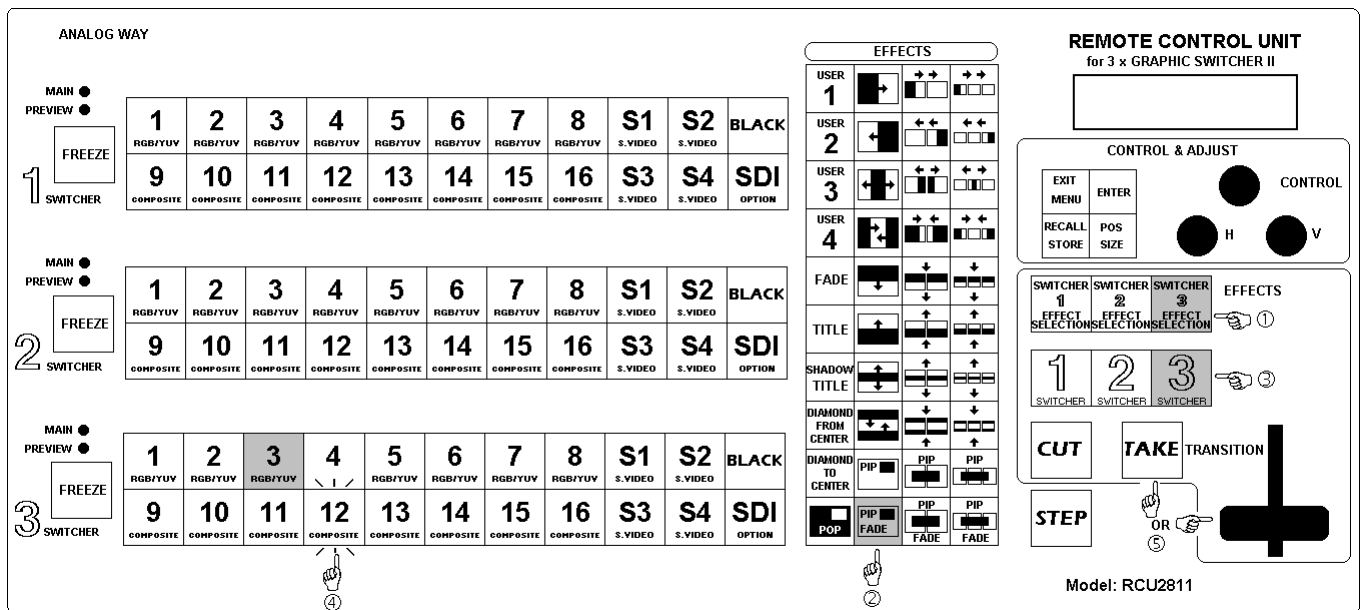 ANALOG WAY
MAIN
PREVIEW
FREEZE
1 SWITCHER
1 2 3 4 5 6 7 8 S1 S2 BLACK
RGB/YUV RGB/YUV RGB/YUV RGB/YUV RGB/YUV RGB/YUV RGB/YUV RGB/YUV S.VIDEO S.VIDEO
9 10 11 12 13 14 15 16 S3 S4 SDI
COMPOSITE COMPOSITE COMPOSITE COMPOSITE COMPOSITE COMPOSITE COMPOSITE COMPOSITE S.VIDEO S.VIDEO OPTION
MAIN
PREVIEW
FREEZE
2 SWITCHER
1 2 3 4 5 6 7 8 S1 S2 BLACK
RGB/YUV RGB/YUV RGB/YUV RGB/YUV RGB/YUV RGB/YUV RGB/YUV RGB/YUV S.VIDEO S.VIDEO
9 10 11 12 13 14 15 16 S3 S4 SDI
COMPOSITE COMPOSITE COMPOSITE COMPOSITE COMPOSITE COMPOSITE COMPOSITE COMPOSITE S.VIDEO S.VIDEO OPTION
MAIN
PREVIEW
FREEZE
3 SWITCHER
1 2 3 4 5 6 7 8 S1 S2 BLACK
RGB/YUV RGB/YUV RGB/YUV RGB/YUV RGB/YUV RGB/YUV RGB/YUV RGB/YUV S.VIDEO S.VIDEO
9 10 11 12 13 14 15 16 S3 S4 SDI
COMPOSITE COMPOSITE COMPOSITE COMPOSITE COMPOSITE COMPOSITE COMPOSITE COMPOSITE S.VIDEO S.VIDEO OPTION
④
EFFECTS
USER
1
USER
2
USER
3
USER
4
FADE
TITLE
SHADOW
TITLE
DIAMOND
FROM
CENTER
DIAMOND
TO
CENTER
PIP PIP PIP
POP
PIP
FADE
PIP
FADE
PIP
FADE
②
REMOTE CONTROL UNIT
for 3 x GRAPHIC SWITCHER II
CONTROL & ADJUST
EXIT
MENU
ENTER
RECALL
STORE
POS
SIZE
CONTROL
H
V
SWITCHER SWITCHER SWITCHER
1 2 3
EFFECT EFFECT EFFECT
SELECTION SELECTION SELECTION
EFFECTS
①
1 2 3
SWITCHER SWITCHER SWITCHER
③
CUT
TAKE
TRANSITION
STEP
OR
⑤
Model: RCU2811